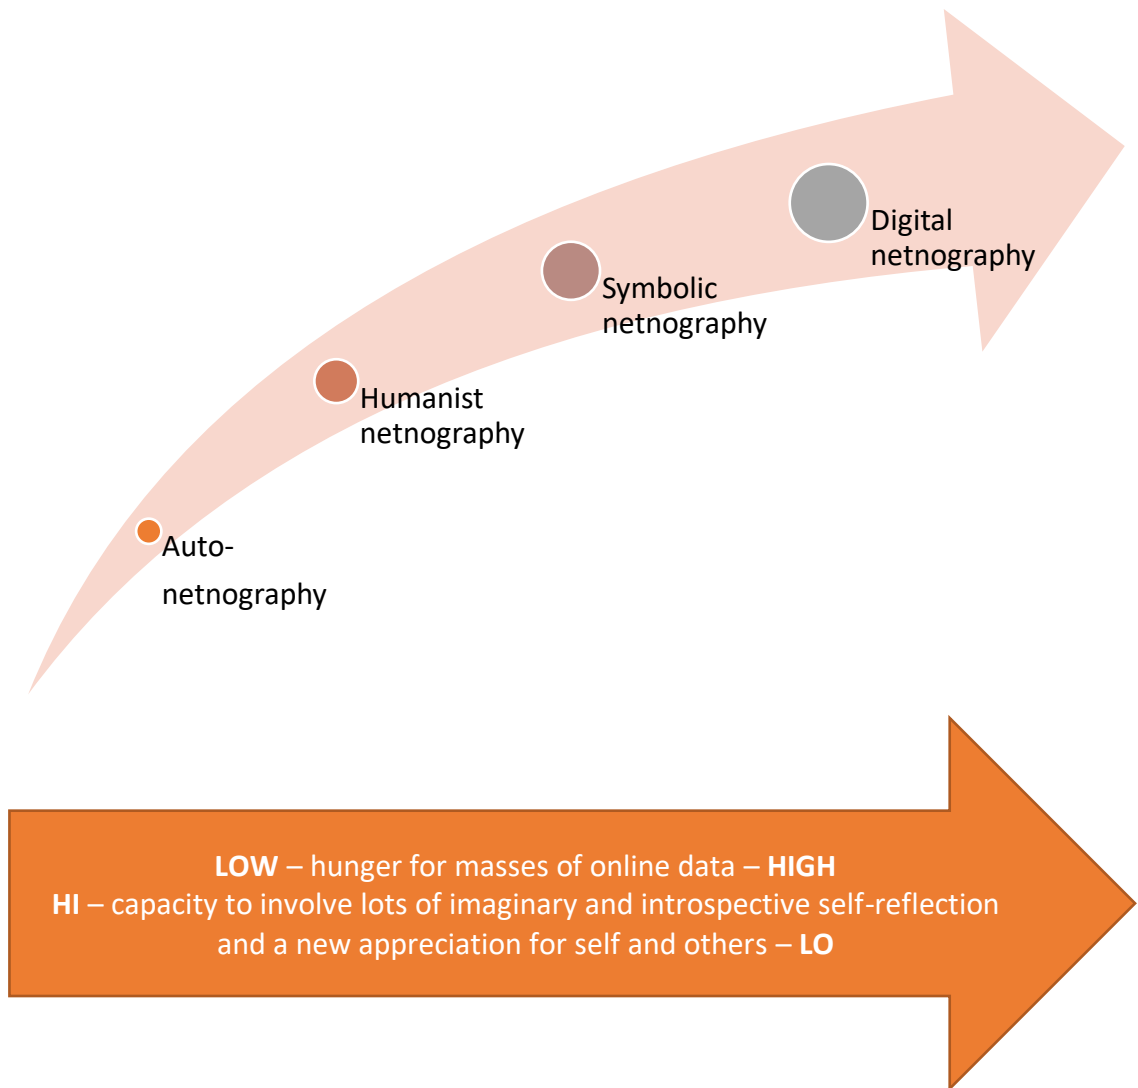 Digital
netnography
Symbolic
netnography
Humanist
netnography
Auto-
netnography
LOW – hunger for masses of online data – HIGH
HI – capacity to involve lots of imaginary and introspective self-reflection
and a new appreciation for self and others – LO